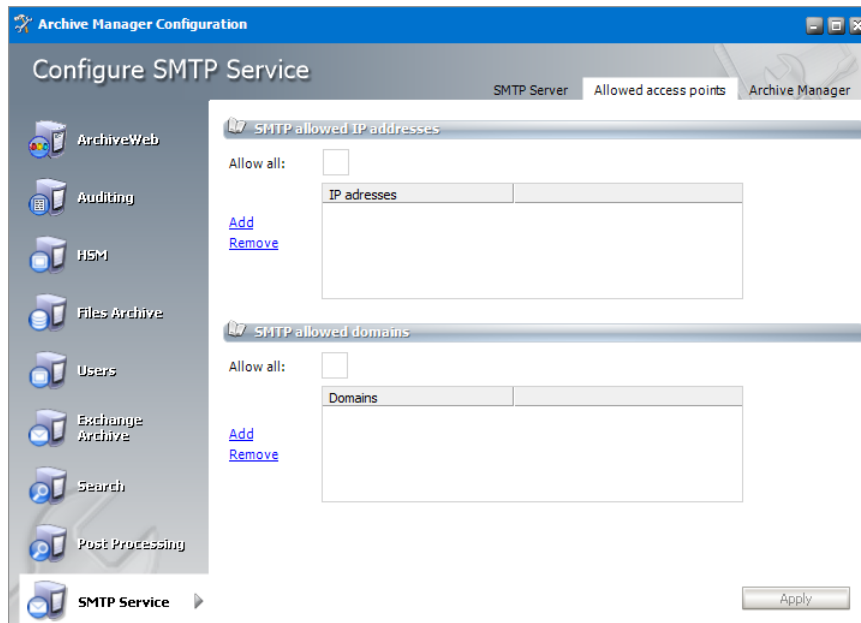 Archive Manager Configuration
Configure SMTP Service
SMTP Server
Allowed access points
Archive Manager
ArchiveWeb
Auditing
HSM
Files Archive
Users
Exchange
Archive
Search
Post Processing
SMTP Service
SMTP allowed IP addresses
Allow all:
IP adresses
Add
Remove
SMTP allowed domains
Allow all:
Domains
Add
Remove
Apply